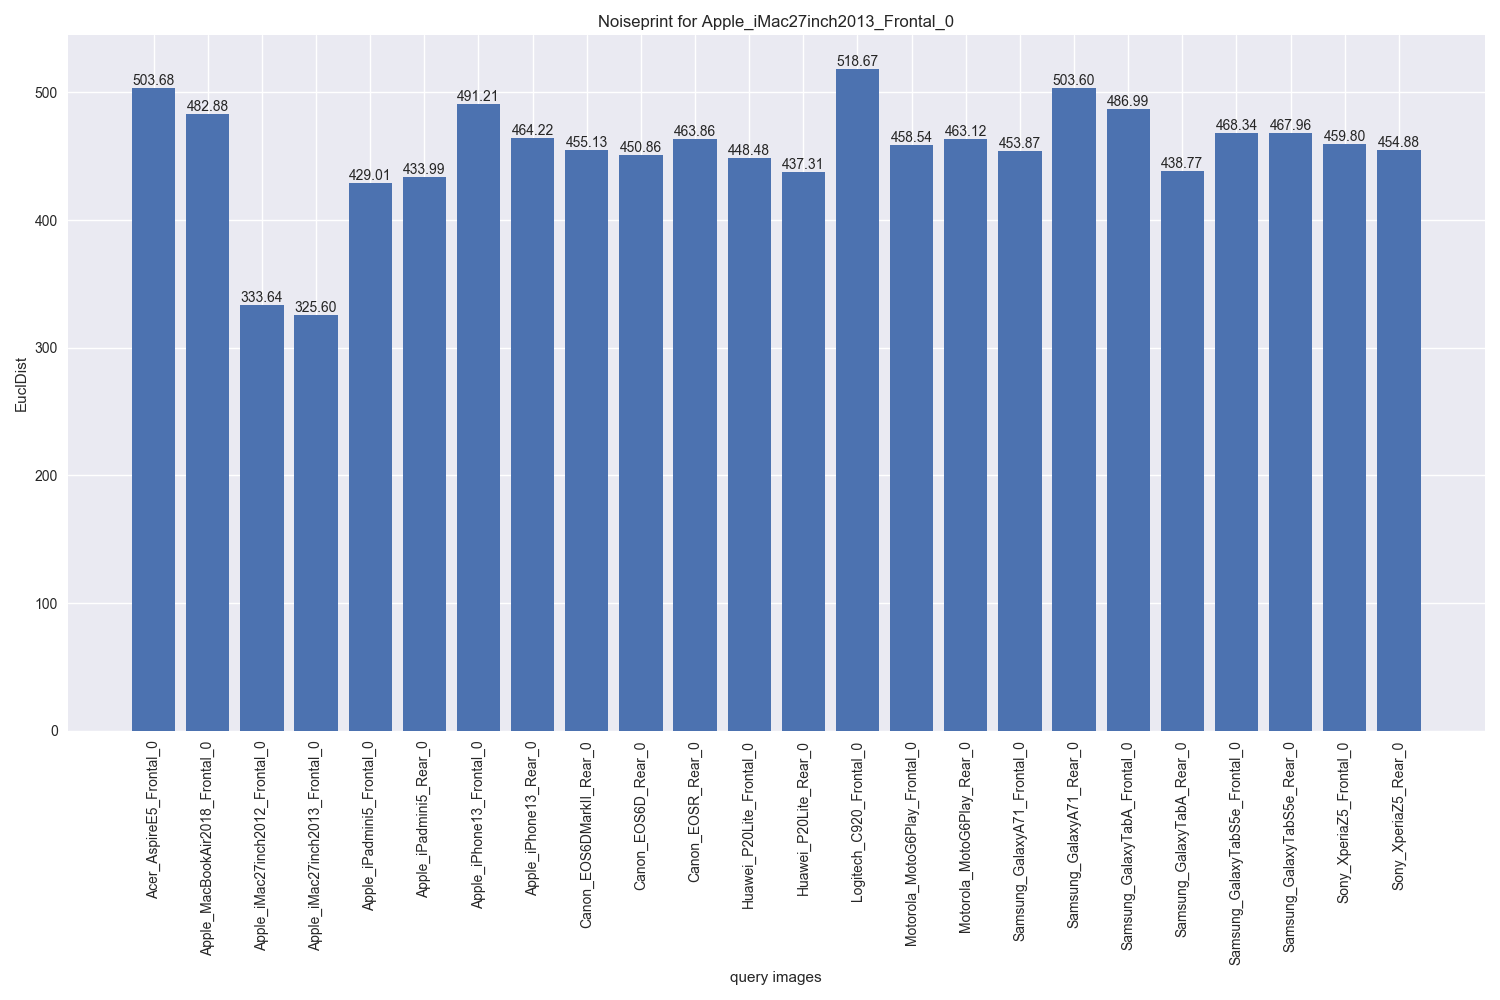 Noiseprint for Apple_iMac27inch2013_Frontal_0
EuclDist
500
400
300
200
100
0
503.68
482.88
333.64
325.60
429.01
433.99
491.21
464.22
455.13
450.86
463.86
448.48
437.31
518.67
458.54
463.12
453.87
503.60
486.99
438.77
468.34
467.96
459.80
454.88
Acer_AspireE5_Frontal_0
Apple_MacBookAir2018_Frontal_0
Apple_iMac27inch2012_Frontal_0
Apple_iMac27inch2013_Frontal_0
Apple_iPadmini5_Frontal_0
Apple_iPadmini5_Rear_0
Apple_iPhone13_Frontal_0
Apple_iPhone13_Rear_0
Canon_EOS6DMarkII_Rear_0
Canon_EOS6D_Rear_0
Canon_EOSR_Rear_0
Huawei_P20Lite_Frontal_0
Huawei_P20Lite_Rear_0
Logitech_C920_Frontal_0
Motorola_MotoG6Play_Frontal_0
Motorola_MotoG6Play_Rear_0
Samsung_GalaxyA71_Frontal_0
Samsung_GalaxyA71_Rear_0
Samsung_GalaxyTabA_Frontal_0
Samsung_GalaxyTabA_Rear_0
Samsung_GalaxyTabS5e_Frontal_0
Samsung_GalaxyTabS5e_Rear_0
Sony_XperiaZ5_Frontal_0
Sony_XperiaZ5_Rear_0
query images